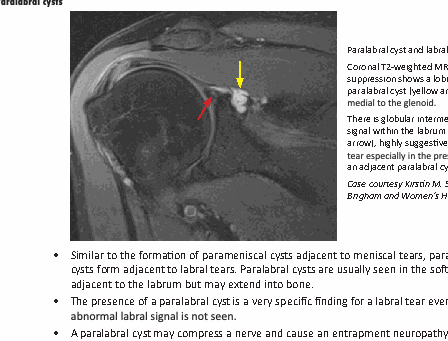 Paralabral cysts
Paralabral cyst and labral
Coronal T2-weighted MR
suppression shows a lobu
paralabral cyst (yellow ar
medial to the glenoid.
There is globular interme
signal within the labrum
arrow), highly suggestive
tear especially in the pres
an adjacent paralabral cy
Case courtesy Kirstin M. S
Brigham and Women's H
• Similar to the formation of parameniscal cysts adjacent to meniscal tears, para
cysts form adjacent to labral tears. Paralabral cysts are usually seen in the soft
adjacent to the labrum but may extend into bone.
• The presence of a paralabral cyst is a very specific finding for a labral tear ever
abnormal labral signal is not seen.
• A paralabral cyst may compress a nerve and cause an entrapment neuropathy